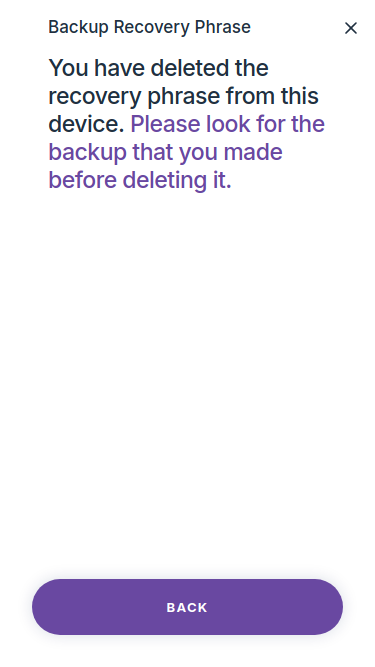 Backup Recovery Phrase
You have deleted the
recovery phrase from this
device. Please look for the
backup that you made
before deleting it.
BACK